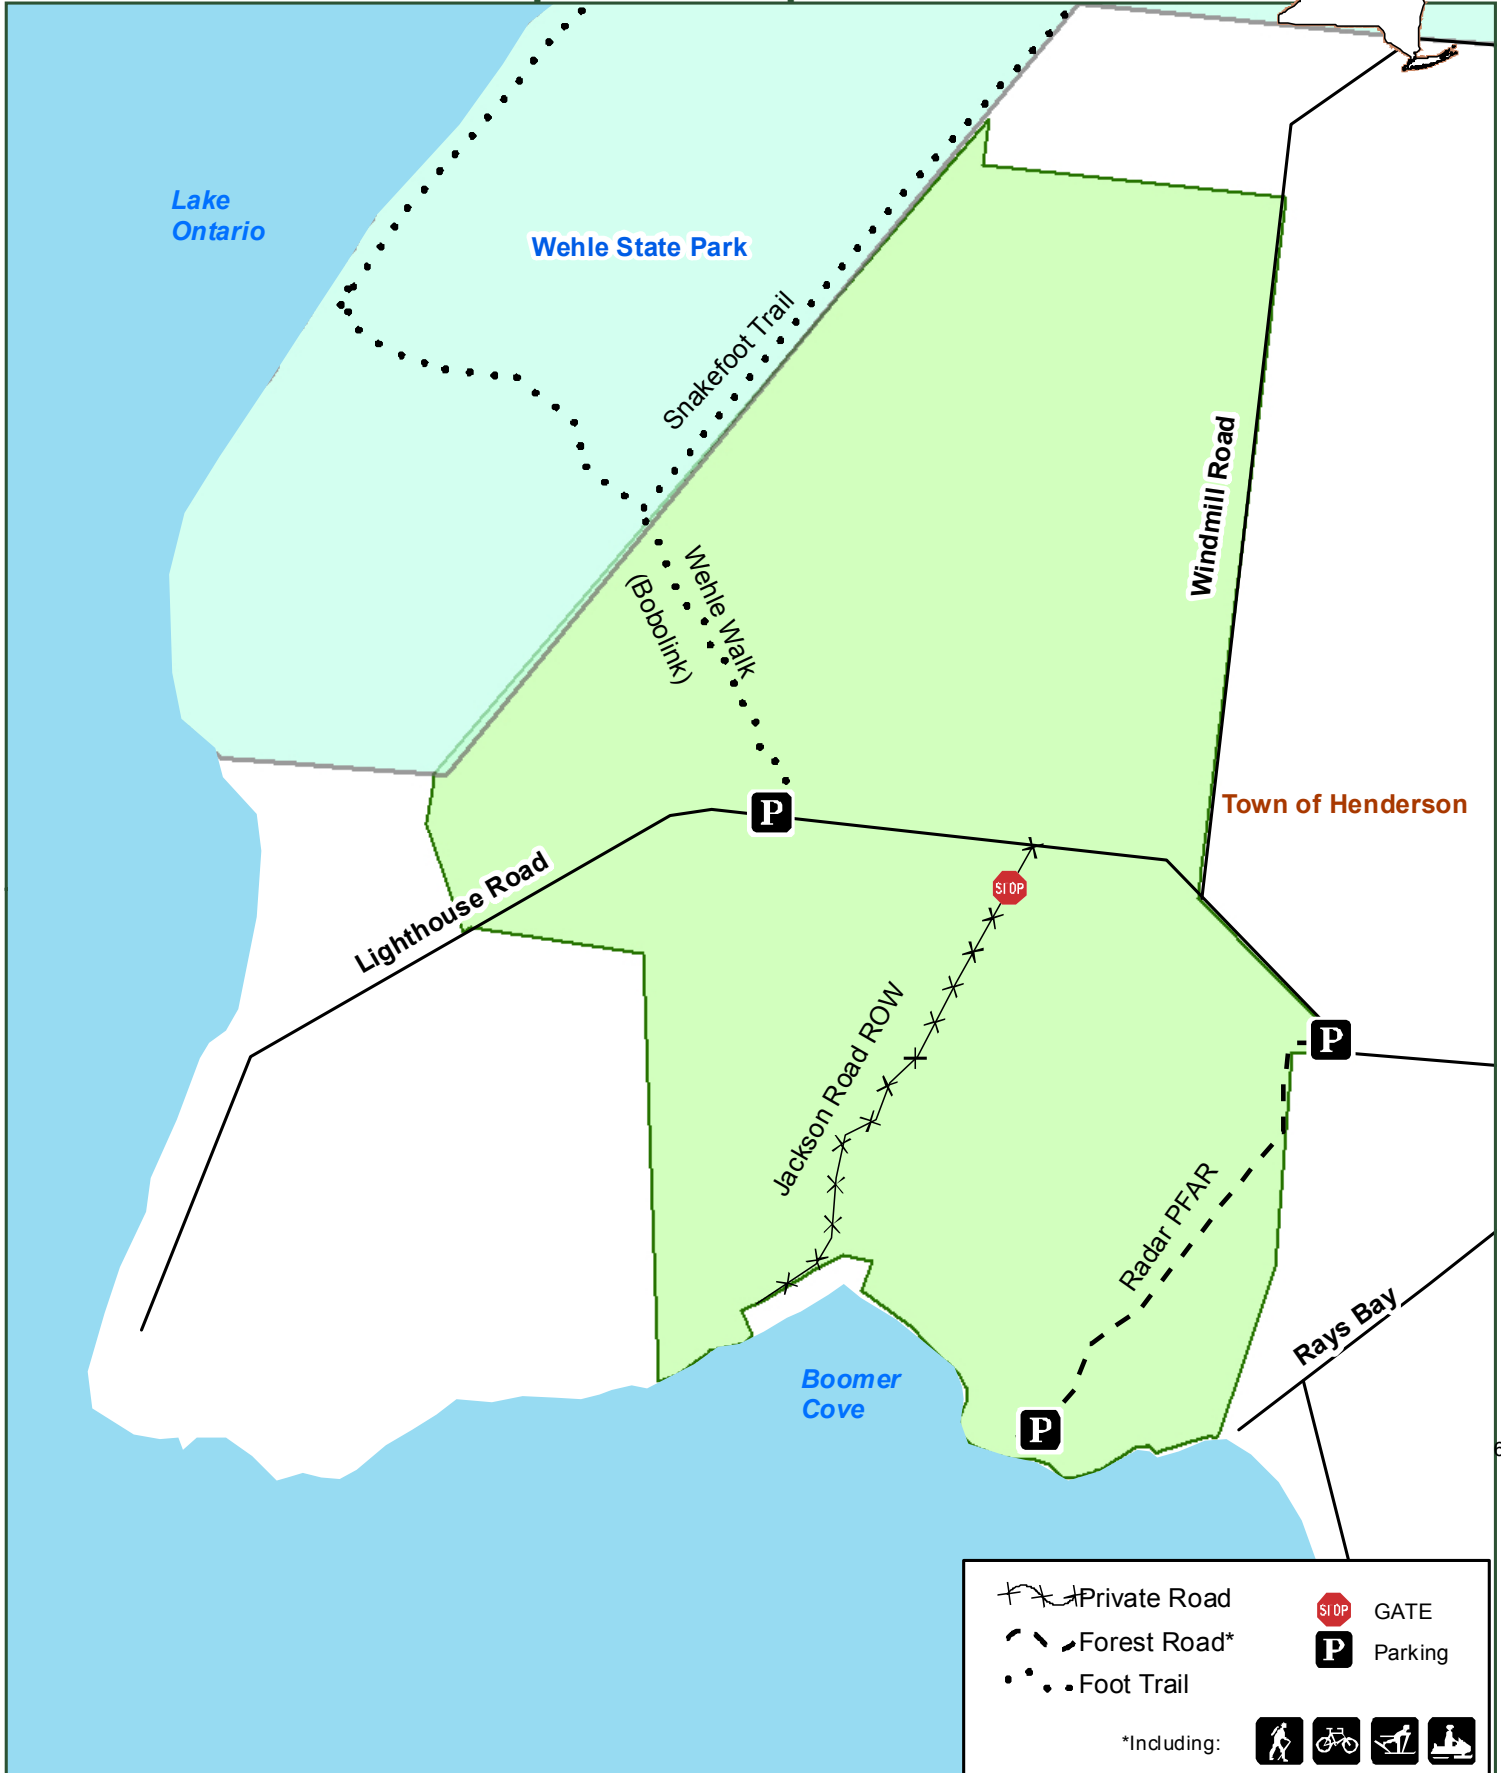 Lake
Ontario
Wehle State Park
Snakefoot Trail
Windmill Road
Wehle Walk
(Bobolink)
P
Town of Henderson
Lighthouse Road
STOP
Jackson Road ROW
P
Radar PFAR
Rays Bay
Boomer
Cove
P
6
Private Road
STOP GATE
Forest Road*
P Parking
Foot Trail
*Including: